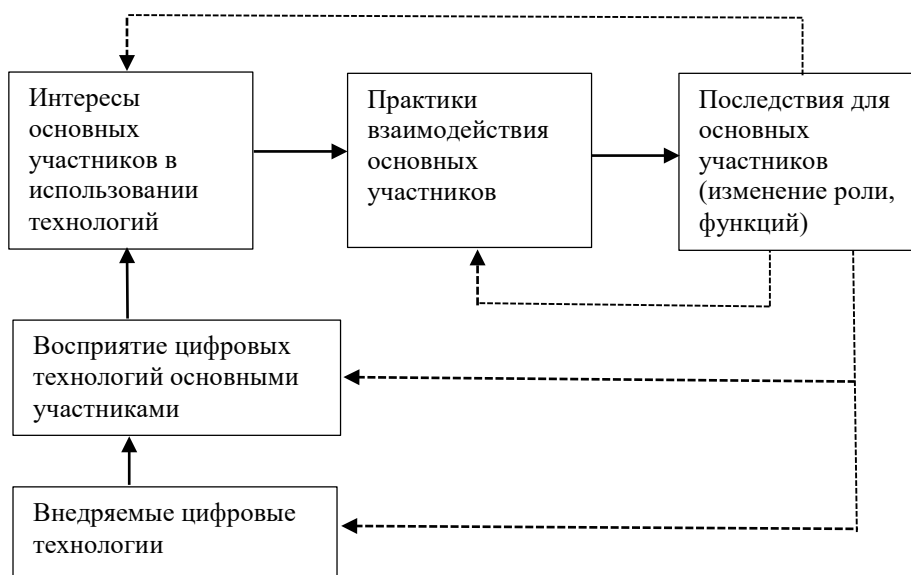 Интересы
основных
участников в
использовании
технологий
Практики
взаимодействия
основных
участников
Последствия для
основных
участников
(изменение роли,
функций)
Восприятие цифровых
технологий основными
участниками
Внедряемые цифровые
технологии